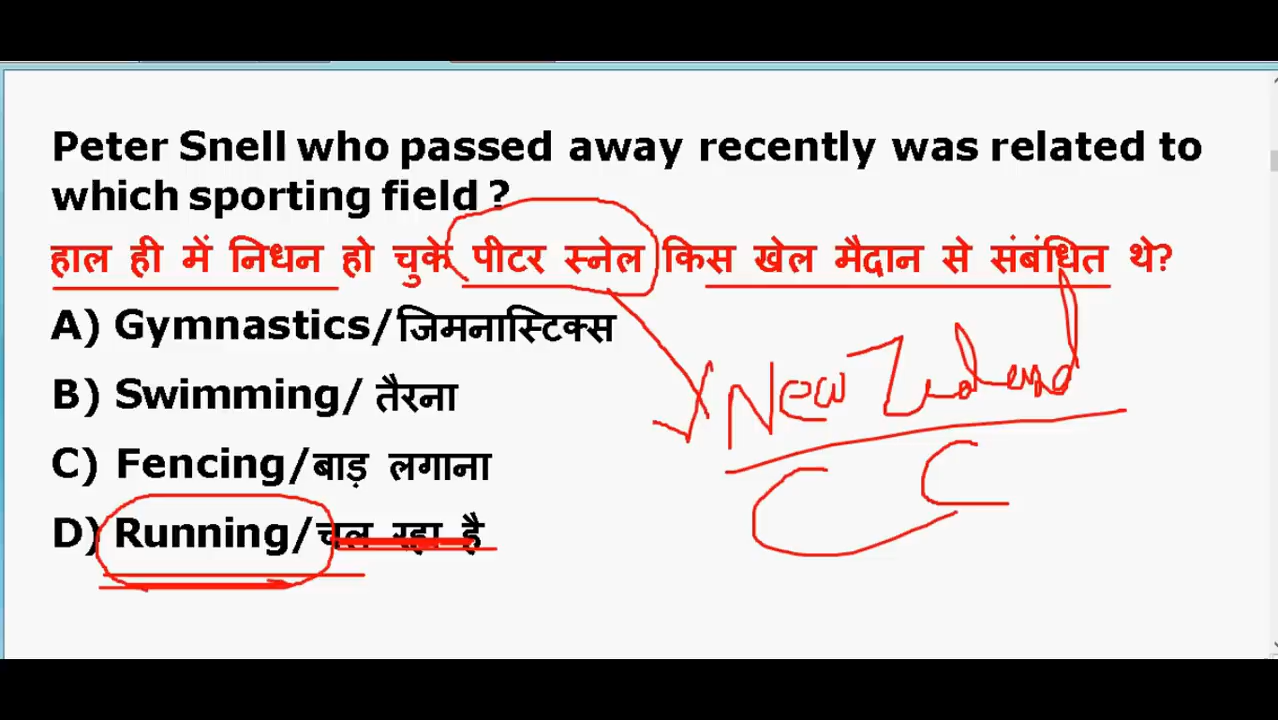 Peter Snell who passed away recently was related to
which sporting field ?
हाल ही में निधन हो चुके पीटर स्नेल किस खेल मैदान से संबंधित थे?
A) Gymnastics/जिमनास्टिक्स
B) Swimming/ तैरना
New Zealand
C) Fencing/बाड़ लगाना
D) Running/चल रहा है